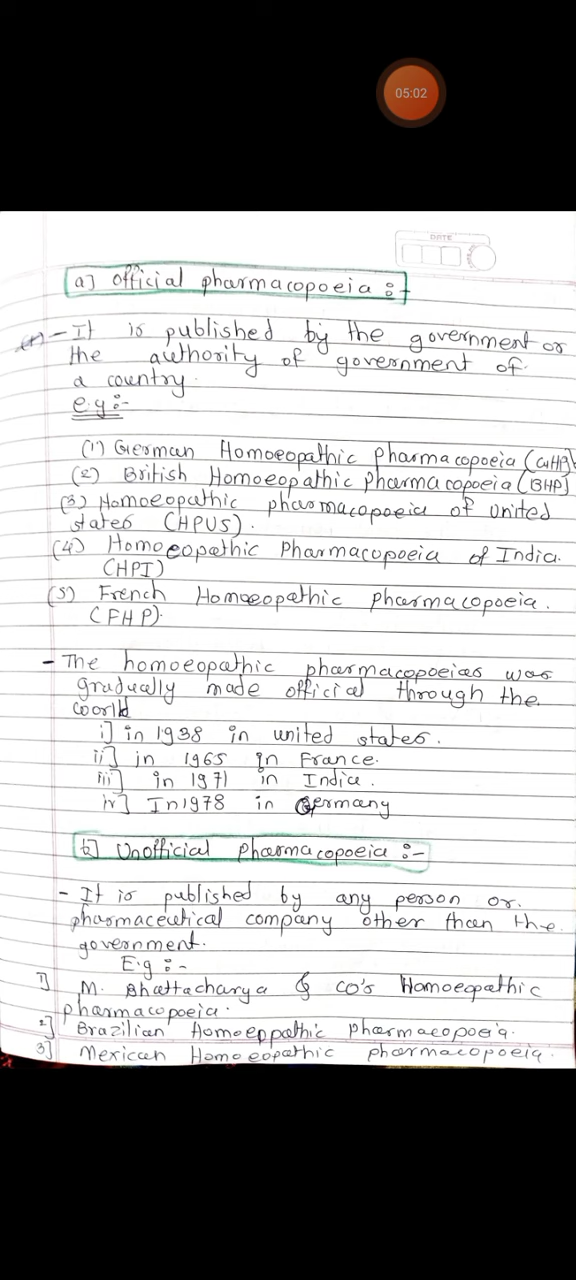 05:02
DATE
a] Official pharmacopoeia :-
- It is published by the government or
the authority of government of
a country.
e.g :-
(1) German Homoeopathic pharmacopoeia (GHP)
(2) British Homoeopathic Pharmacopoeia (BHP)
(3) Homoeopathic pharmacopoeia of united
states (HPUS).
(4) Homoeopathic Pharmacopoeia of India.
(HPI)
(5) French Homoeopathic pharmacopoeia.
(FHP).
- The homoeopathic pharmacopoeias was
gradually made official through the
world
i] in 1938 in united states.
ii] in 1965 in France.
iii] in 1971 in India.
iv] In 1978 in Germany
b] Unofficial pharmacopoeia :-
- It is published by any person or.
pharmaceutical company other than the
government.
E.g :-
1] M. Bhattacharya & co's Homoeopathic
pharmacopoeia.
2] Brazilian Homoeppathic pharmacopoeia.
3] Mexican Homoeopathic pharmacopoeia.